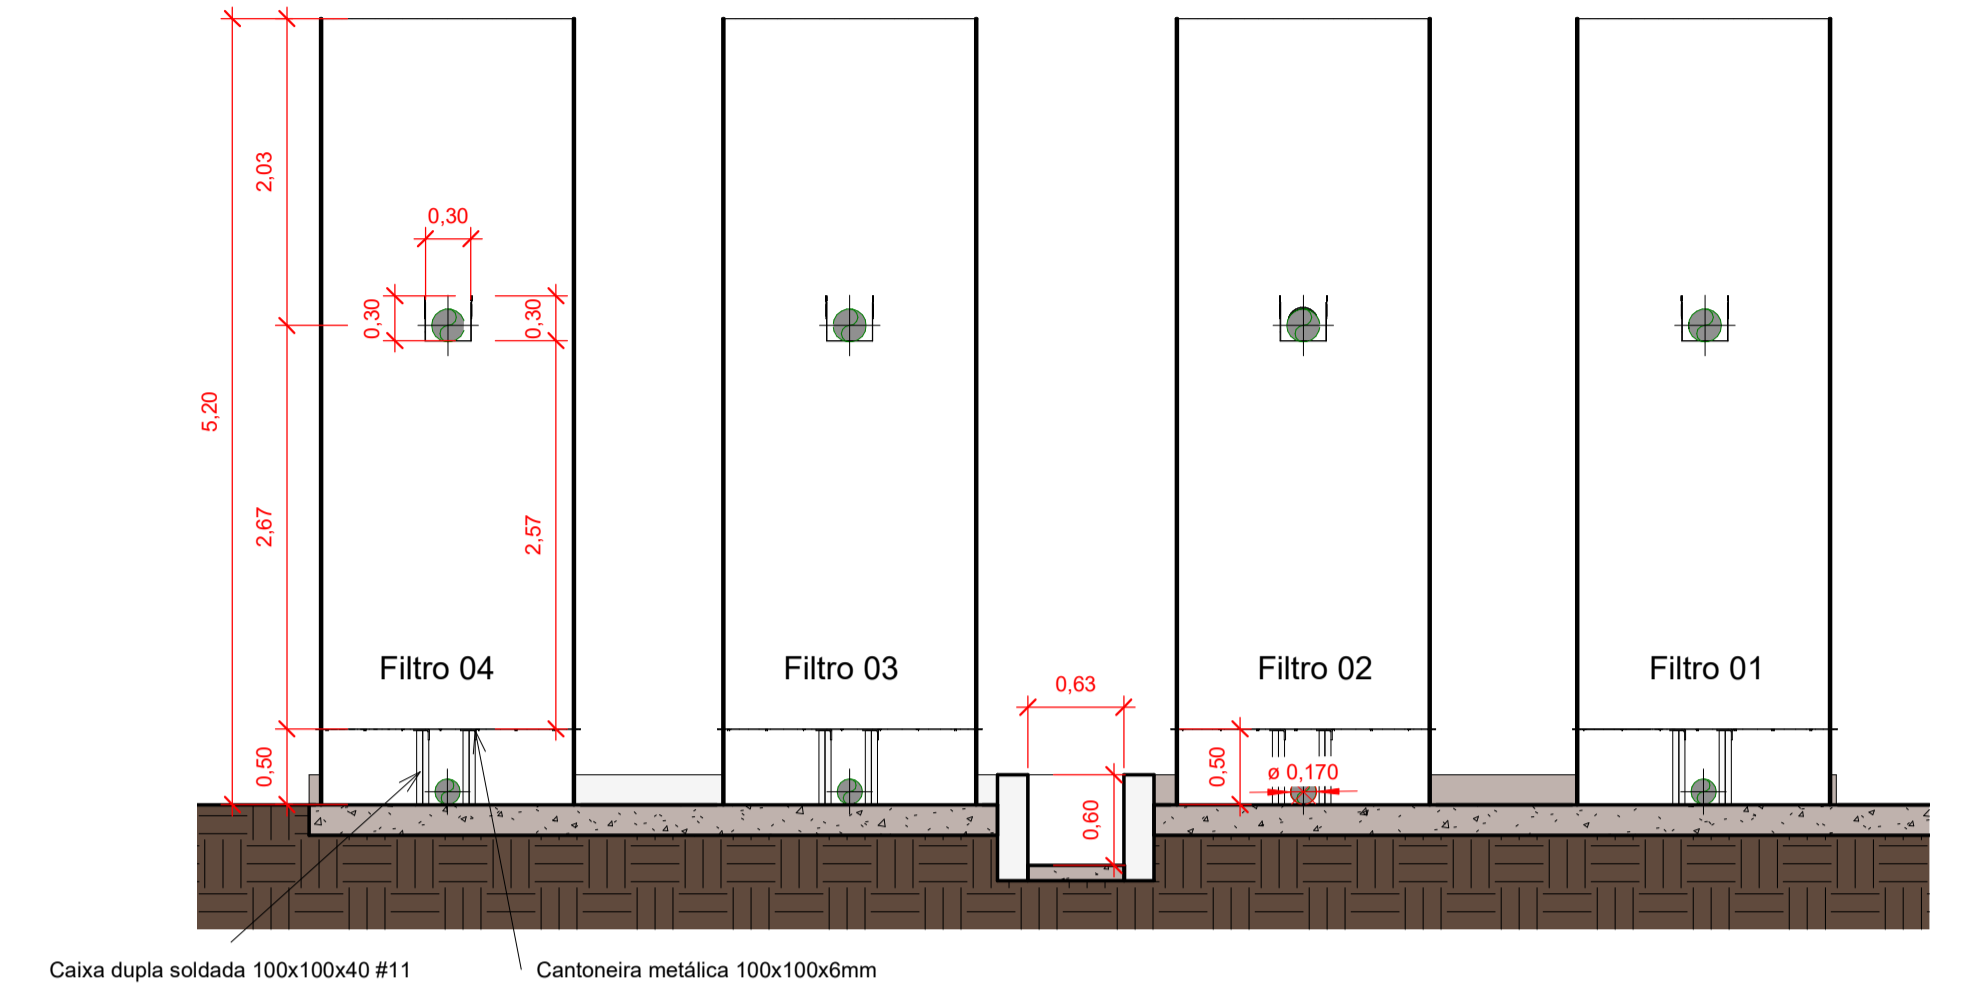 2,03
0,30
0,30
0,30
5,20
2,67
2,57
Filtro 04
Filtro 03
Filtro 02
Filtro 01
0,63
0,50
0,50
ø 0,170
0,60
Caixa dupla soldada 100x100x40 #11
Cantoneira metálica 100x100x6mm